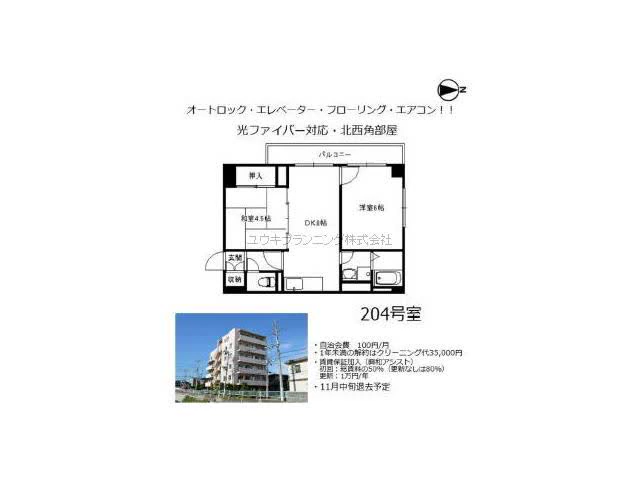 N
オートロック・エレベーター・フローリング・エアコン！！
光ファイバー対応・北西角部屋
バルコニー
押入
洋室6帖
和室4.5帖
DK8帖
ユウキプランニング株式会社
玄関
収納
204号室
・自治会費 100円/月
・1年未満の解約はクリーニング代35,000円
・賃貸保証加入（興和アシスト）
初回：総賃料の50％（更新なしは80％）
更新：1万円/年
・11月中旬退去予定